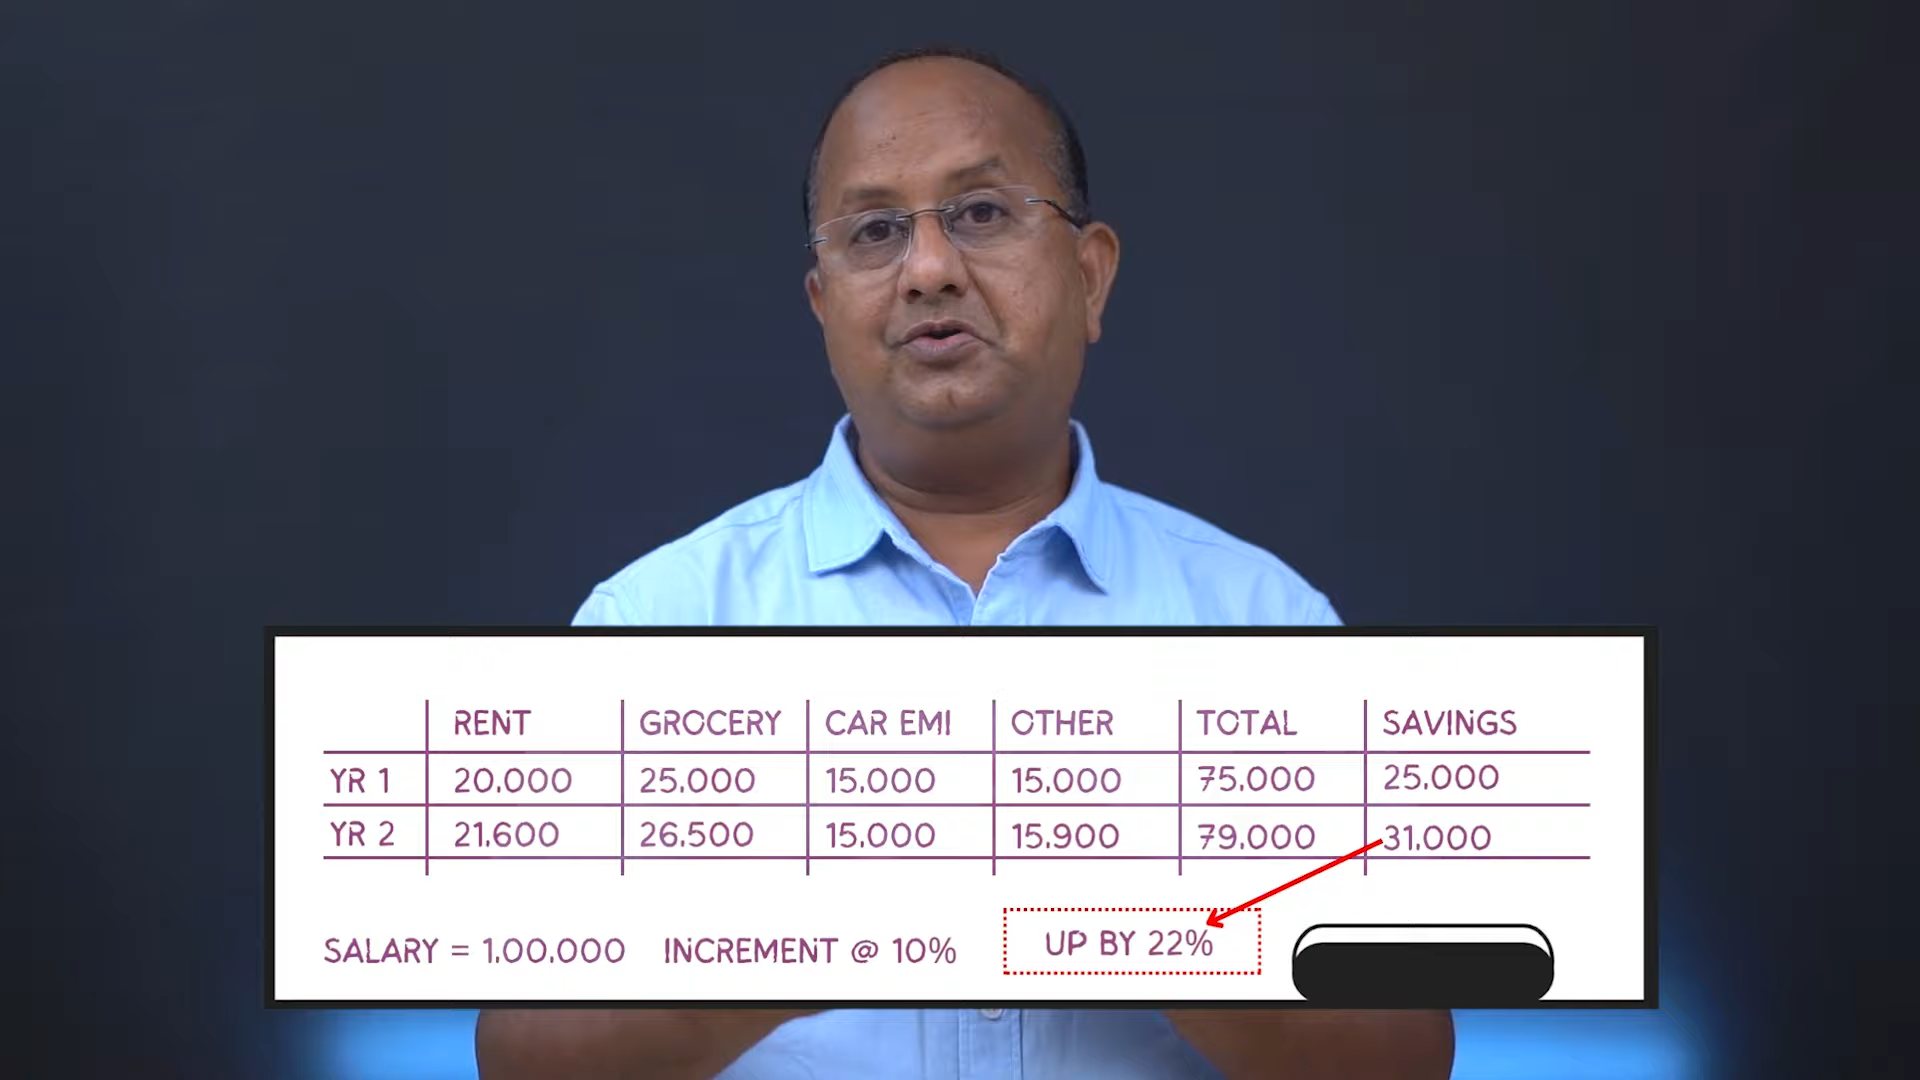 RENT GROCERY CAR EMI OTHER TOTAL SAVINGS
YR 1 20,000 25,000 15,000 15,000 75,000 25,000
YR 2 21,600 26,500 15,000 15,900 79,000 31,000
SALARY = 1,00,000 INCREMENT @ 10% UP BY 22%